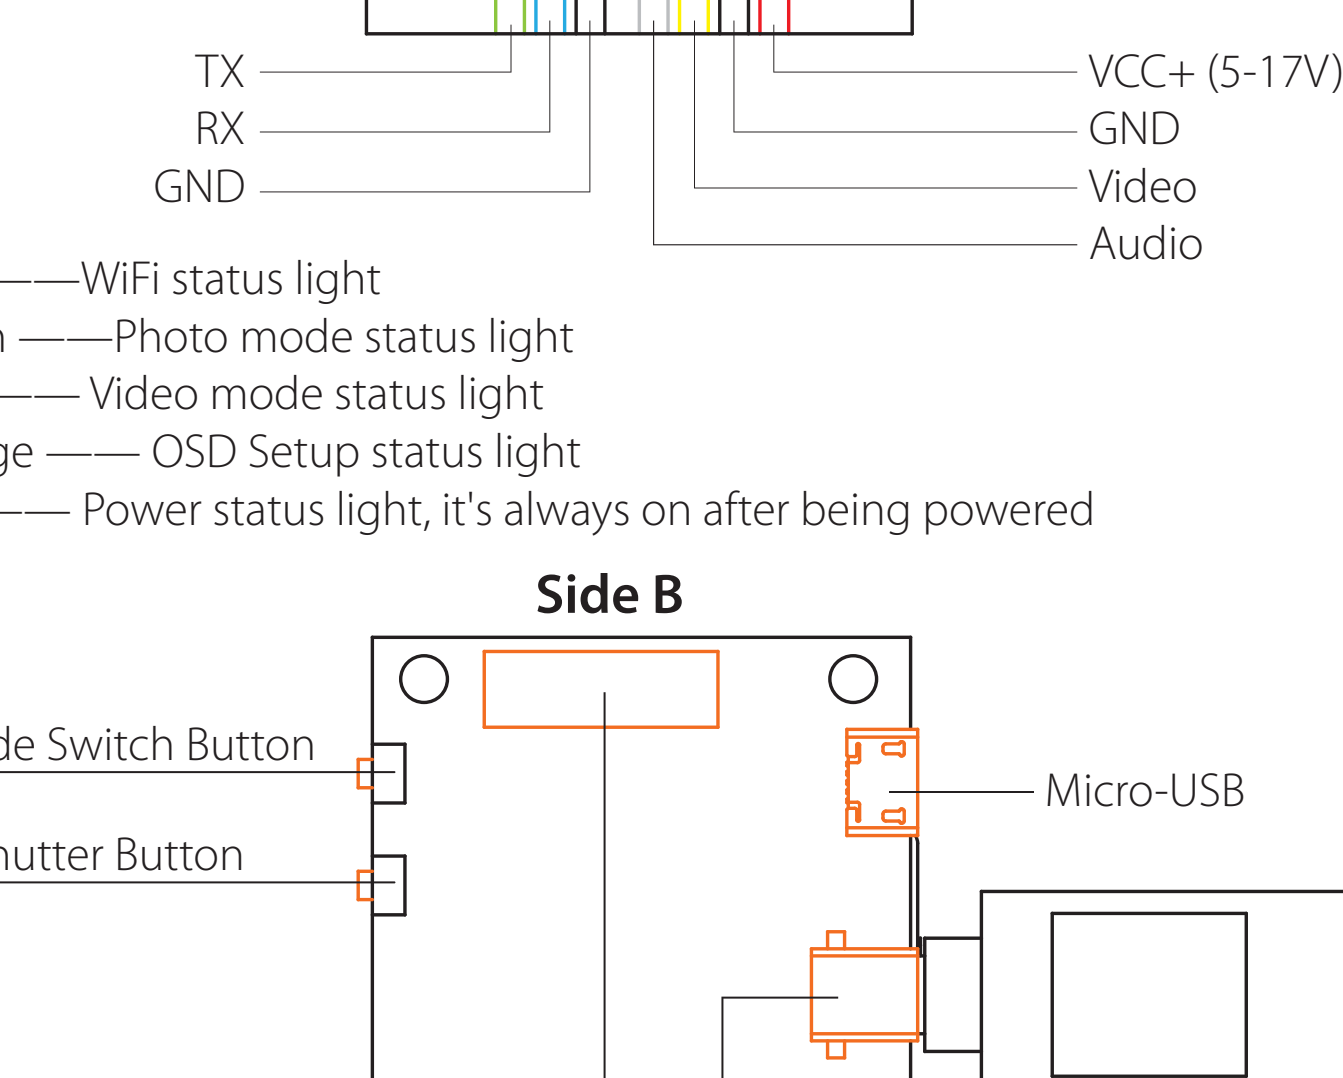 TX
RX
GND
VCC+ (5-17V)
GND
Video
Audio
——WiFi status light
——Photo mode status light
—— Video mode status light
—— OSD Setup status light
—— Power status light, it's always on after being powered
Side B
Switch Button
Button
Micro-USB